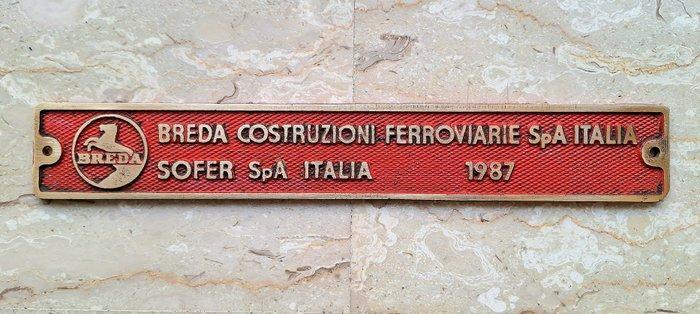 BREDA
BREDA COSTRUZIONI FERROVIARIE SpA ITALIA
SOFER SpA ITALIA 1987